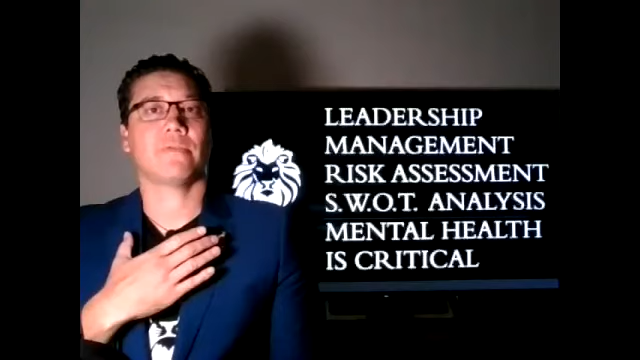 LEADERSHIP
MANAGEMENT
RISK ASSESSMENT
S.W.O.T. ANALYSIS
MENTAL HEALTH
IS CRITICAL